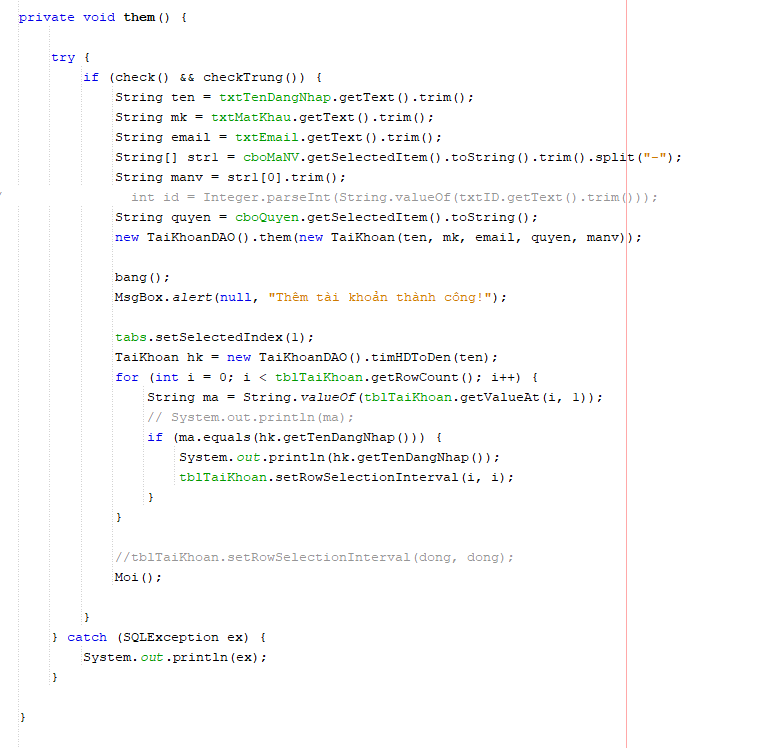 private void them() {
try {
if (check() && checkTrung()) {
String ten = txtTenDangNhap.getText().trim();
String mk = txtMatKhau.getText().trim();
String email = txtEmail.getText().trim();
String[] strl = cboMaNV.getSelectedItem().toString().trim().split("-");
String manv = strl[0].trim();
int id = Integer.parseInt(String.valueOf(txtID.getText().trim()));
String quyen = cboQuyen.getSelectedItem().toString();
new TaiKhoanDAO().them(new TaiKhoan(ten, mk, email, quyen, manv));
bang();
MsgBox.alert(null, "Thêm tài khoản thành công!");
tabs.setSelectedIndex(1);
TaiKhoan hk = new TaiKhoanDAO().timHDToDen(ten);
for (int i = 0; i < tblTaiKhoan.getRowCount(); i++) {
String ma = String.valueOf(tblTaiKhoan.getValueAt(i, 1));
// System.out.println(ma);
if (ma.equals(hk.getTenDangNhap())) {
System.out.println(hk.getTenDangNhap());
tblTaiKhoan.setRowSelectionInterval(i, i);
}
}
//tblTaiKhoan.setRowSelectionInterval(dong, dong);
Moi();
}
} catch (SQLException ex) {
System.out.println(ex);
}
}